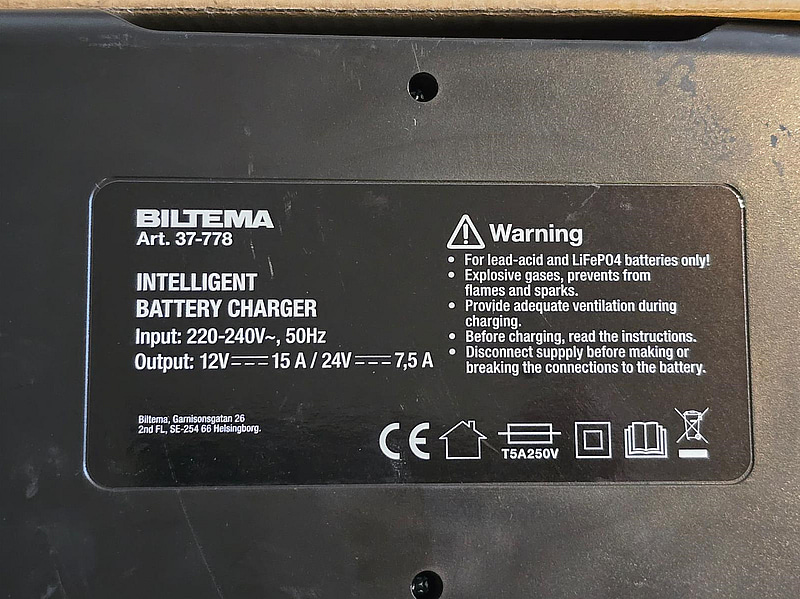 BILTEMA
Art. 37-778
INTELLIGENT
BATTERY CHARGER
Input: 220-240V~, 50Hz
Output: 12V⎓15 A / 24V⎓7,5 A
Biltema, Garnisonsgatan 26
2nd FL, SE-254 66 Helsingborg.
Warning
• For lead-acid and LiFePO4 batteries only!
• Explosive gases, prevents from
flames and sparks.
• Provide adequate ventilation during
charging.
• Before charging, read the instructions.
• Disconnect suppply before making or
breaking the connections to the battery.
CE
T5A250V